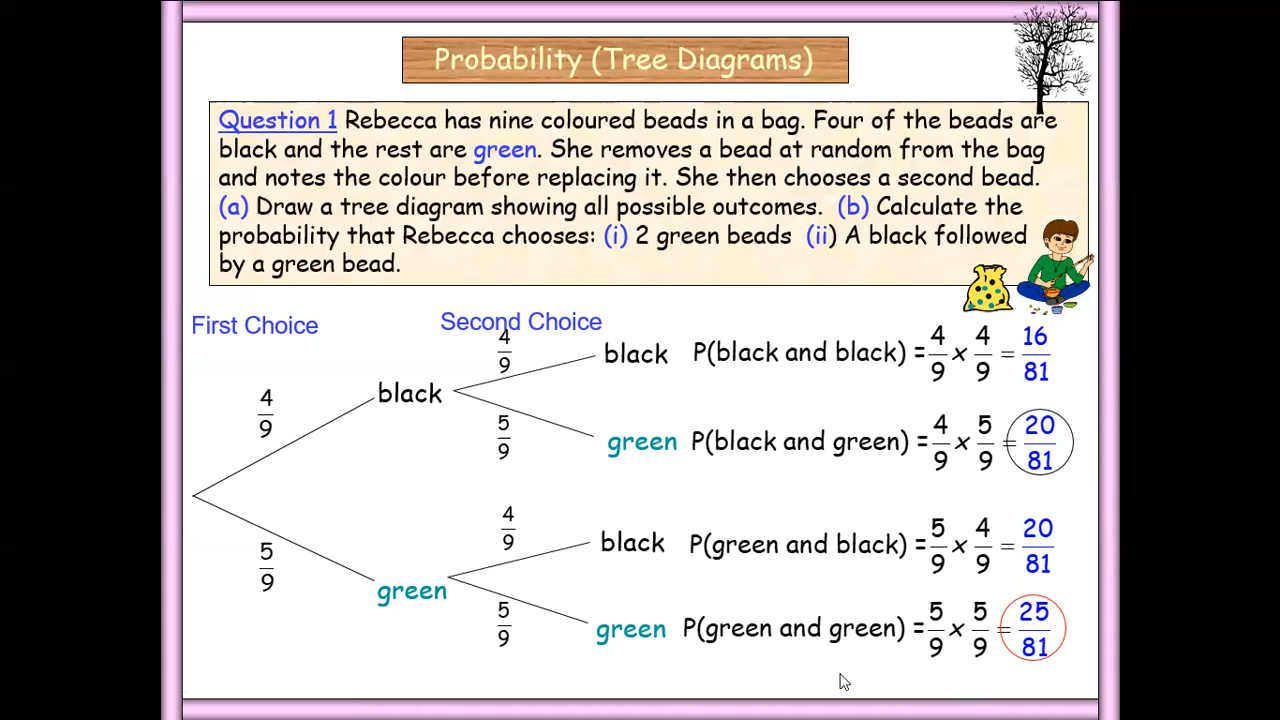 Probability (Tree Diagrams)
Question 1 Rebecca has nine coloured beads in a bag. Four of the beads are
black and the rest are green. She removes a bead at random from the bag
and notes the colour before replacing it. She then chooses a second bead.
(a) Draw a tree diagram showing all possible outcomes. (b) Calculate the
probability that Rebecca chooses: (i) 2 green beads (ii) A black followed
by a green bead.
First Choice
Second Choice
4/9
black
4/9
black P(black and black) = 4/9 x 4/9 = 16/81
5/9
green P(black and green) = 4/9 x 5/9 = 20/81
5/9
green
4/9
black P(green and black) = 5/9 x 4/9 = 20/81
5/9
green P(green and green) = 5/9 x 5/9 = 25/81